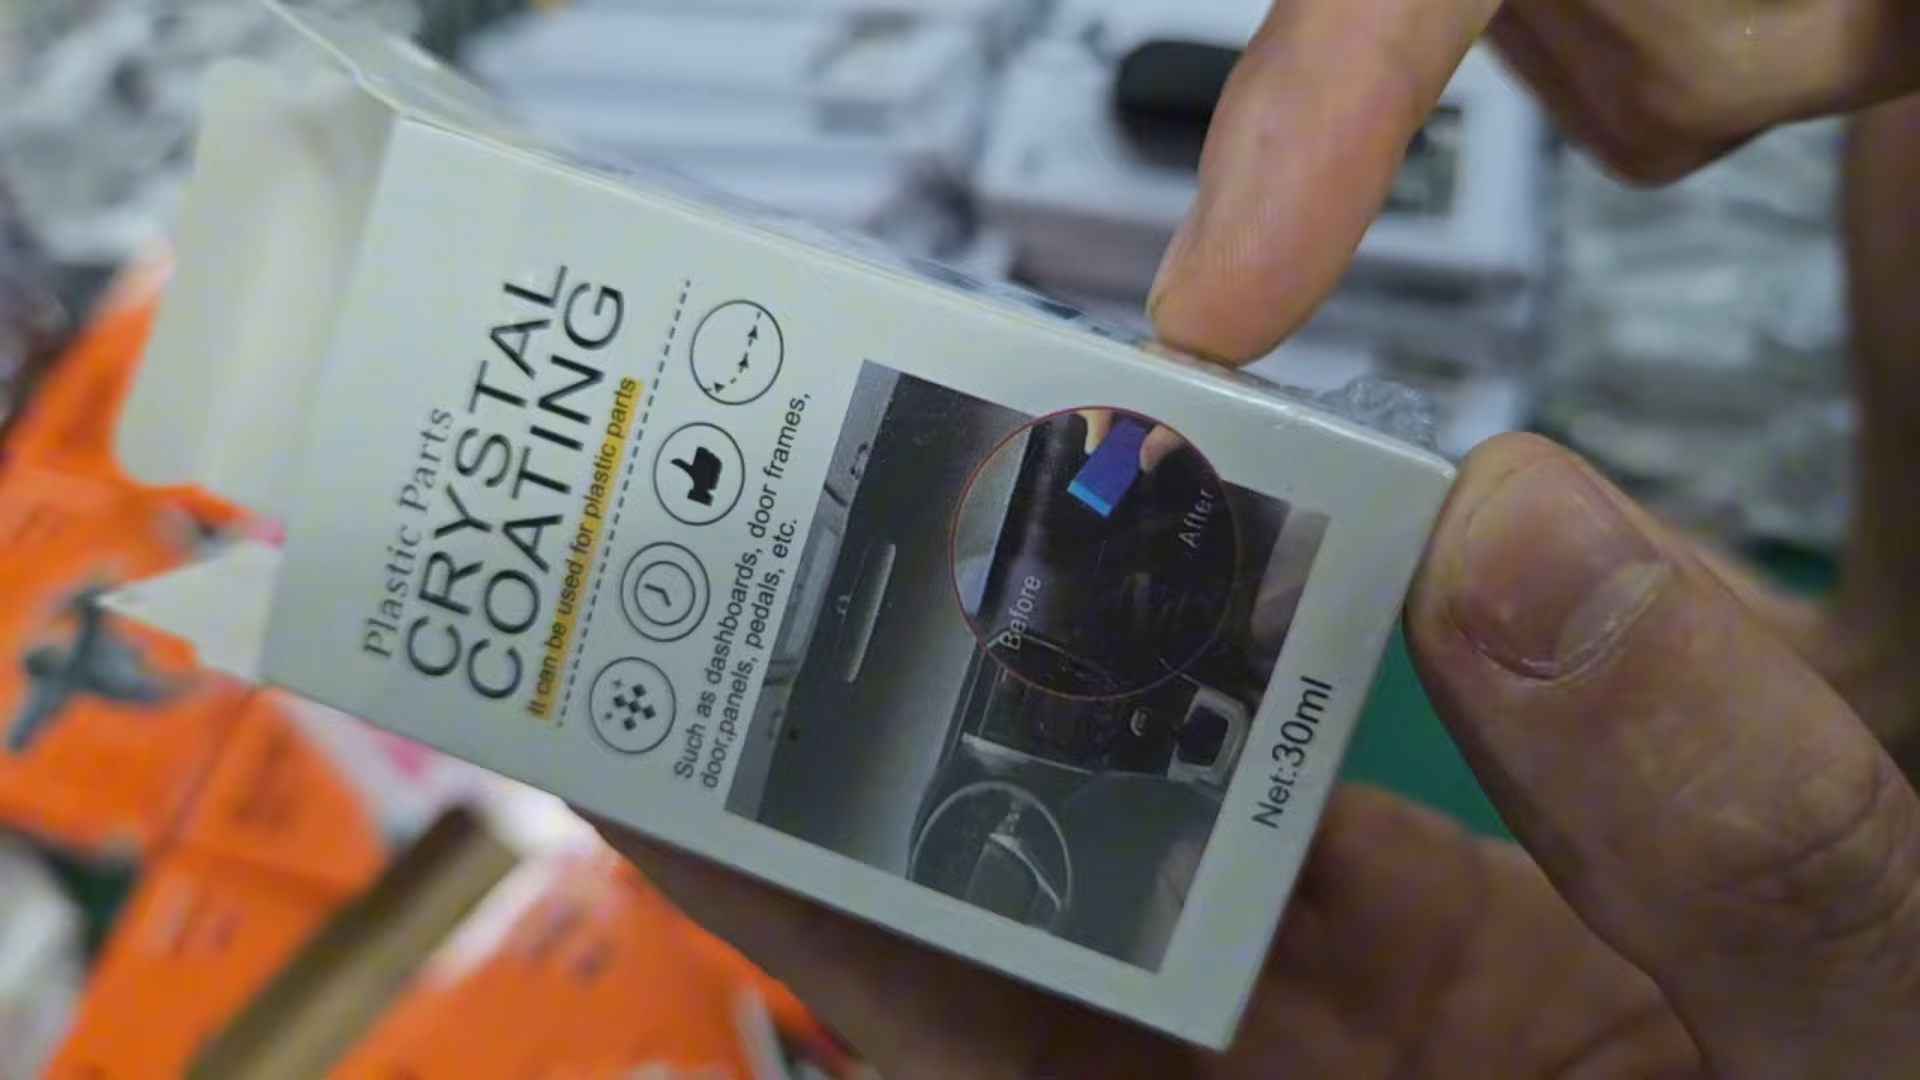 Plastic Parts
CRYSTAL
COATING
It can be used for plastic parts
Such as dashboards, door frames,
door,panels, pedals, etc.
Before
After
Net:30ml